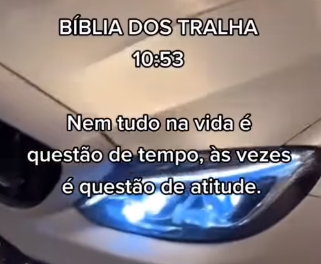 BÍBLIA DOS TRALHA
10:53
Nem tudo na vida é
questão de tempo, às vezes
é questão de atitude.